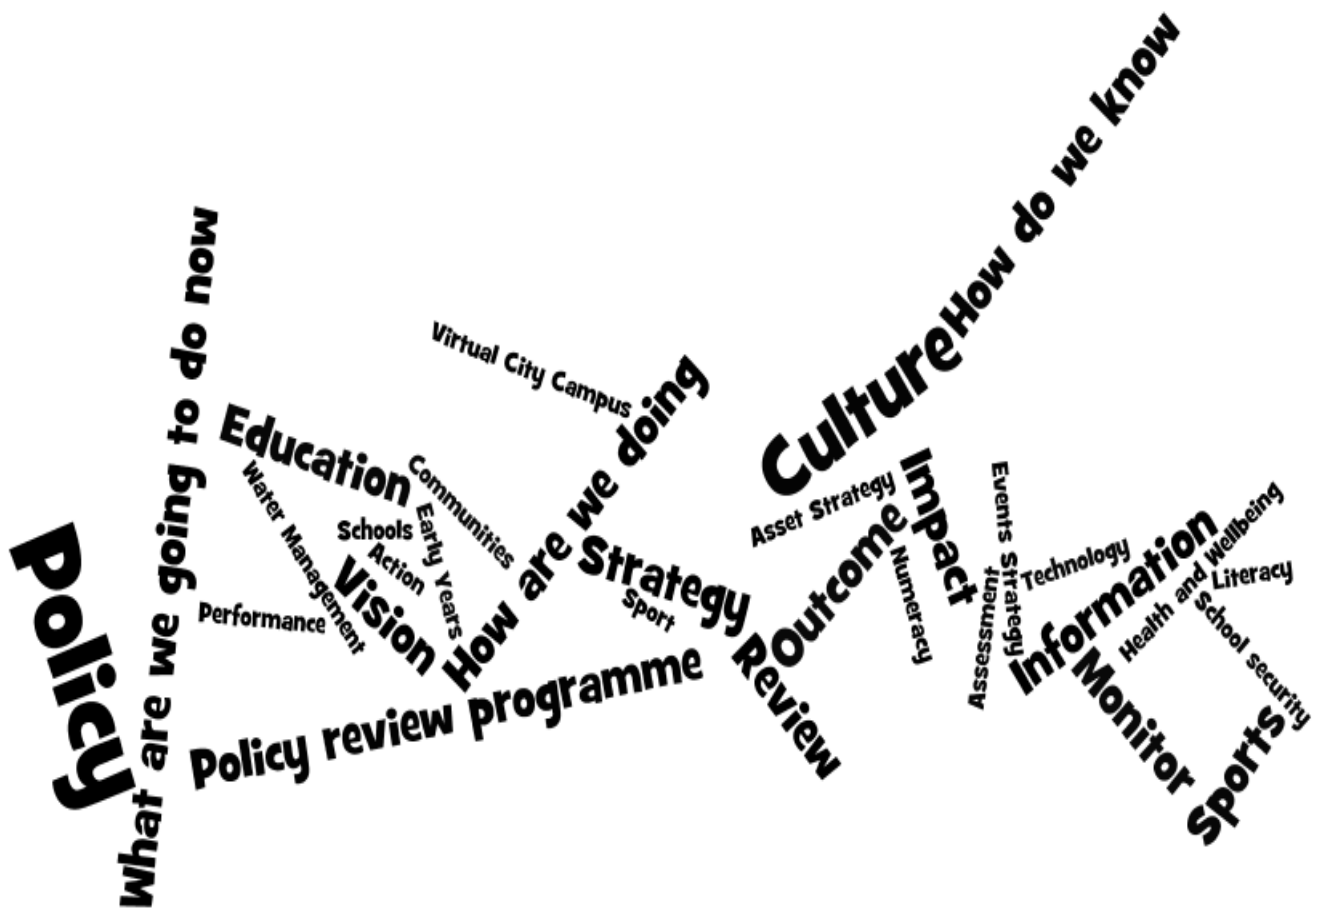 Policy
What are we going to do now
Education
Water Management
Performance
Schools
Action
Vision
Early Years
Communities
Virtual City Campus
How are we doing
Policy review programme
Strategy
Sport
Review
Outcome
Asset Strategy
Culture
How do we know
Impact
Numeracy
Assessment
Events Strategy
Technology
Information
Health and Wellbeing
Literacy
School security
Monitor
Sports